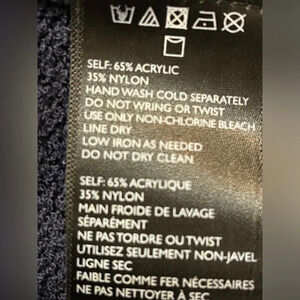 SELF: 65% ACRYLIC
35% NYLON
HAND WASH COLD SEPARATELY
DO NOT WRING OR TWIST
USE ONLY NON-CHLORINE BLEACH
LINE DRY
LOW IRON AS NEEDED
DO NOT DRY CLEAN
SELF: 65% ACRYLIQUE
35% NYLON
MAIN FROIDE DE LAVAGE
SÉPARÉMENT
NE PAS TORDRE OU TWIST
UTILISEZ SEULEMENT NON-JAVEL
LIGNE SEC
FAIBLE COMME FER NÉCESSAIRES
NE PAS NETTOYER À SEC